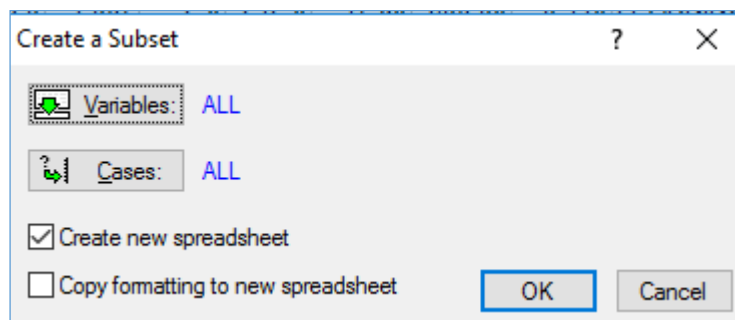 Create a Subset ? X
Variables: ALL
Cases: ALL
Create new spreadsheet
Copy formatting to new spreadsheet
OK Cancel